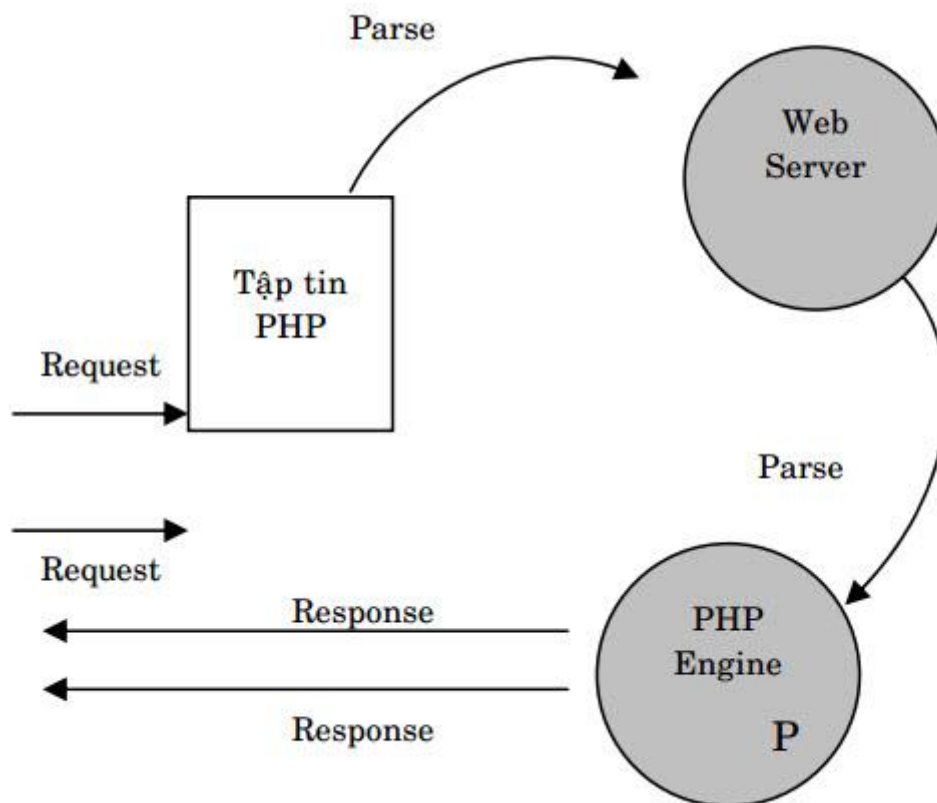 Parse
Web
Server
Tập tin
PHP
Request
Parse
Request
Response
PHP
Engine
P
Response